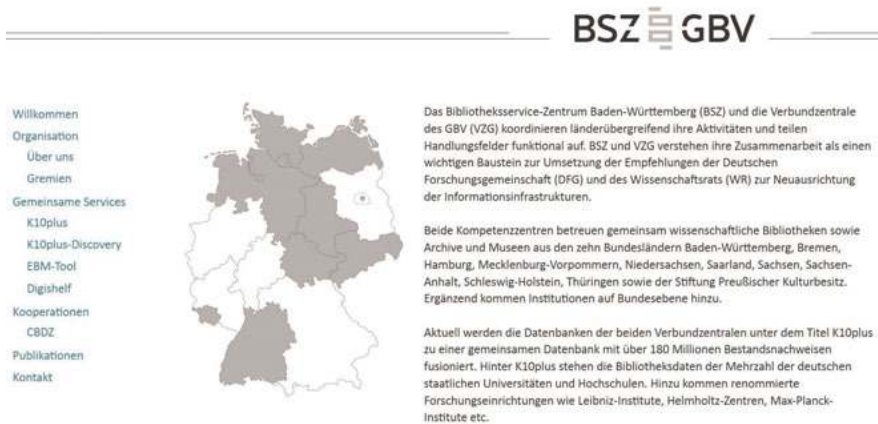 BSZ GBV
Willkommen
Organisation
Über uns
Gremien
Gemeinsame Services
K10plus
K10plus-Discovery
EBM-Tool
Digishelf
Kooperationen
CBDZ
Publikationen
Kontakt
Das Bibliotheksservice-Zentrum Baden-Württemberg (BSZ) und die Verbundzentrale
des GBV (VZG) koordinieren länderübergreifend ihre Aktivitäten und teilen
Handlungsfelder funktional auf. BSZ und VZG verstehen ihre Zusammenarbeit als einen
wichtigen Baustein zur Umsetzung der Empfehlungen der Deutschen
Forschungsgemeinschaft (DFG) und des Wissenschaftsrats (WR) zur Neuausrichtung
der Informationsinfrastrukturen.
Beide Kompetenzzentren betreuen gemeinsam wissenschaftliche Bibliotheken sowie
Archive und Museen aus den zehn Bundesländern Baden-Württemberg, Bremen,
Hamburg, Mecklenburg-Vorpommern, Niedersachsen, Saarland, Sachsen, Sachsen-
Anhalt, Schleswig-Holstein, Thüringen sowie der Stiftung Preußischer Kulturbesitz.
Ergänzend kommen Institutionen auf Bundesebene hinzu.
Aktuell werden die Datenbanken der beiden Verbundzentralen unter dem Titel K10plus
zu einer gemeinsamen Datenbank mit über 180 Millionen Bestandsnachweisen
fusioniert. Hinter K10plus stehen die Bibliotheksdaten der Mehrzahl der deutschen
staatlichen Universitäten und Hochschulen. Hinzu kommen renommierte
Forschungseinrichtungen wie Leibniz-Institute, Helmholtz-Zentren, Max-Planck-
Institute etc.